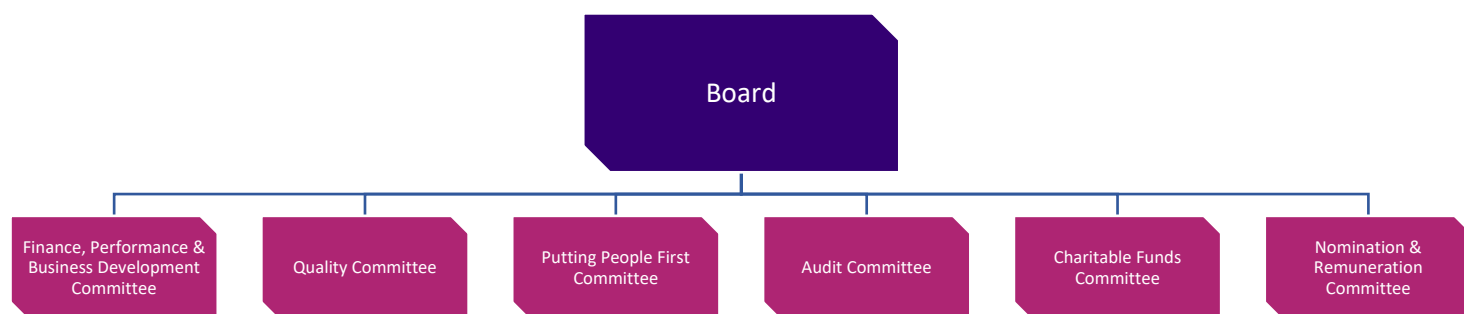 Board
Finance, Performance &
Business Development
Committee
Quality Committee
Putting People First
Committee
Audit Committee
Charitable Funds
Committee
Nomination &
Remuneration
Committee